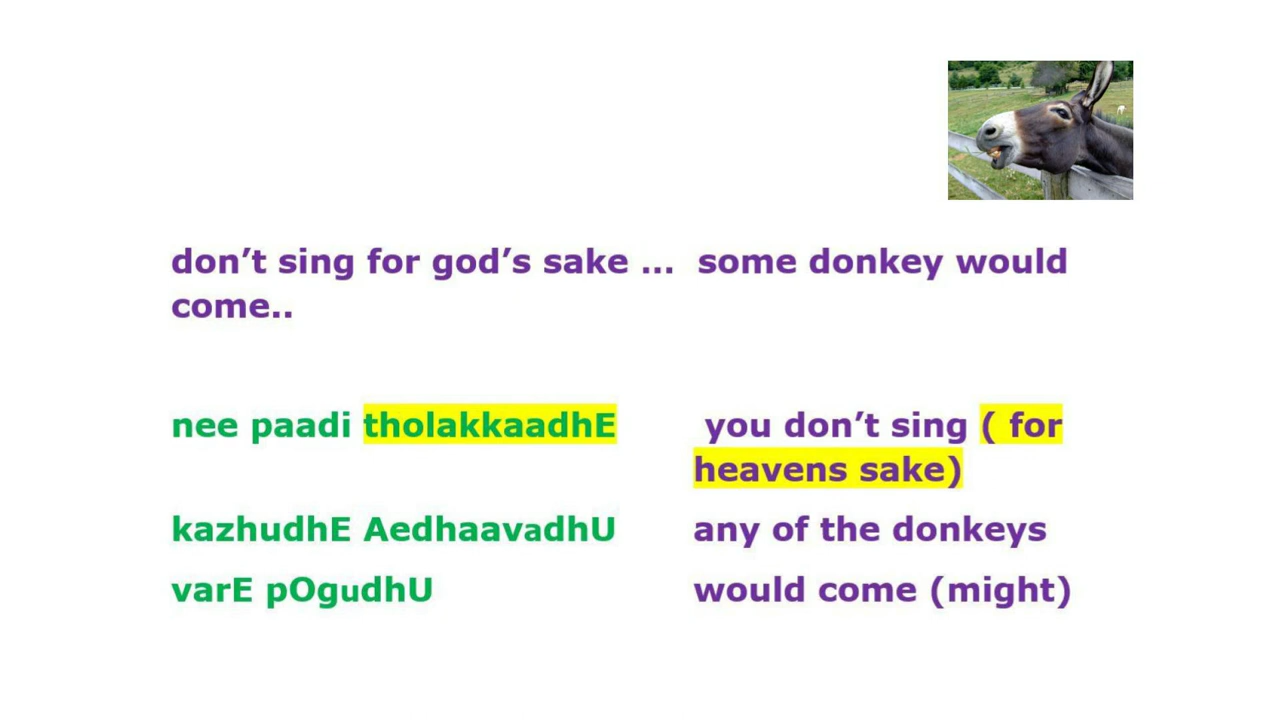 don’t sing for god’s sake ...  some donkey would
come..
nee paadi tholakkaadhE
you don’t sing ( for
heavens sake)
kazhudhE AedhaavadhU
any of the donkeys
varE pOgudhU
would come (might)